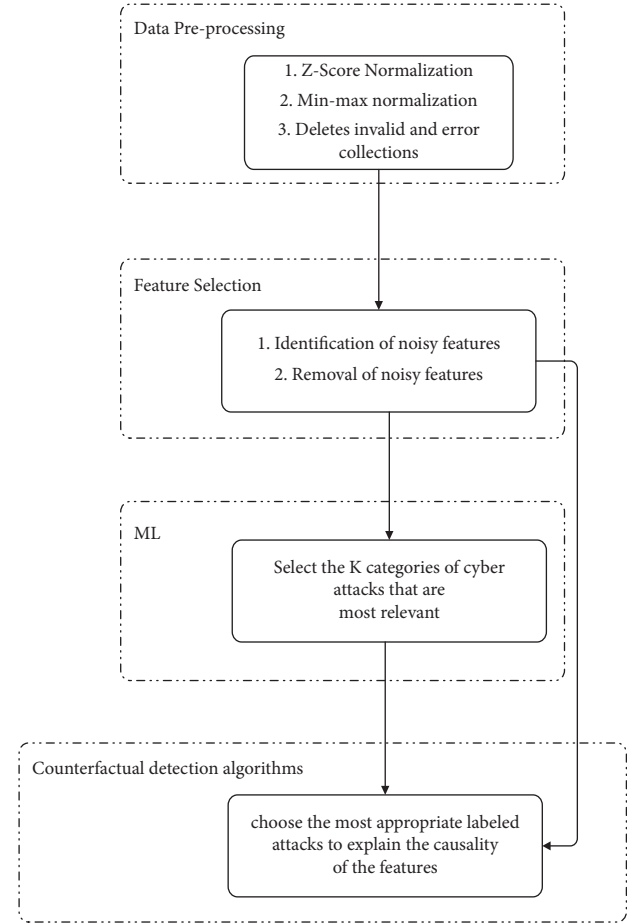 Data Pre-processing
1. Z-Score Normalization
2. Min-max normalization
3. Deletes invalid and error
collections
Feature Selection
1. Identification of noisy features
2. Removal of noisy features
ML
Select the K categories of cyber
attacks that are
most relevant
Counterfactual detection algorithms
choose the most appropriate labeled
attacks to explain the causality
of the features